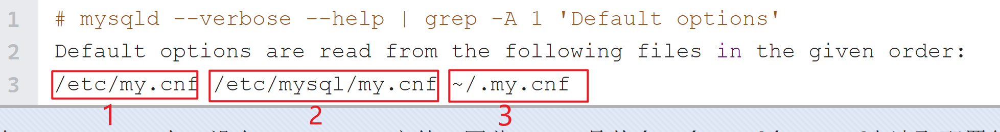 1 # mysqld --verbose --help | grep -A 1 'Default options'
2 Default options are read from the following files in the given order:
3 /etc/my.cnf /etc/mysql/my.cnf ~/.my.cnf
1 2 3